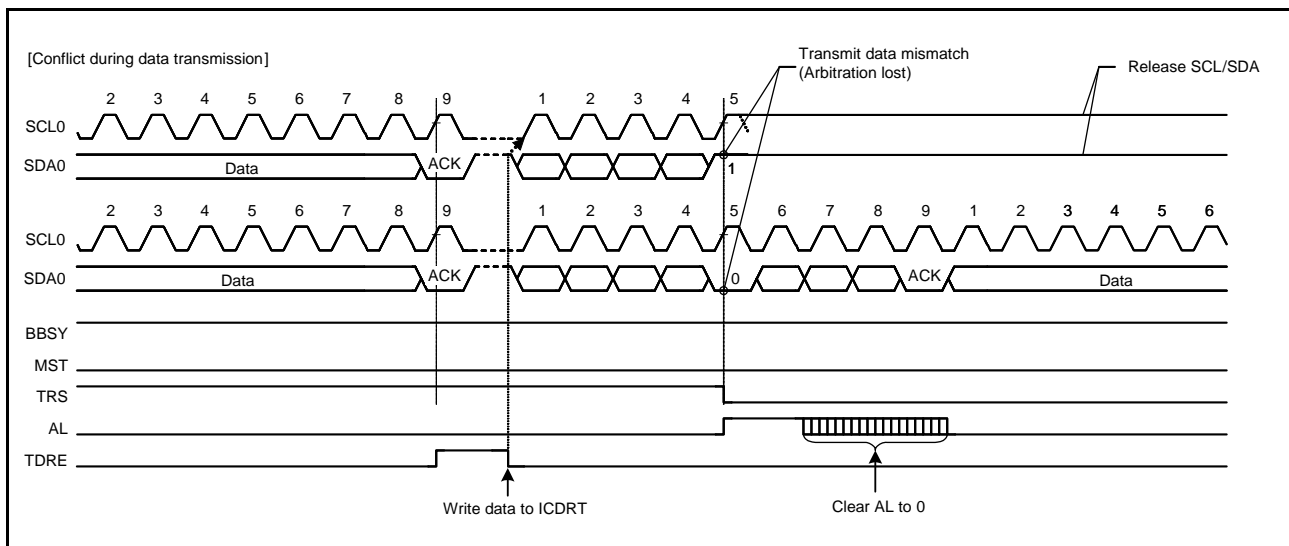 [Conflict during data transmission]
Transmit data mismatch
(Arbitration lost)
Release SCL/SDA
2 3 4 5 6 7 8 9 1 2 3 4 5
SCL0
SDA0 Data ACK 1
2 3 4 5 6 7 8 9 1 2 3 4 5 6 7 8 9 1 2 3 4 5 6
SCL0
SDA0 Data ACK 0 ACK Data
BBSY
MST
TRS
AL
TDRE
Write data to ICDRT Clear AL to 0